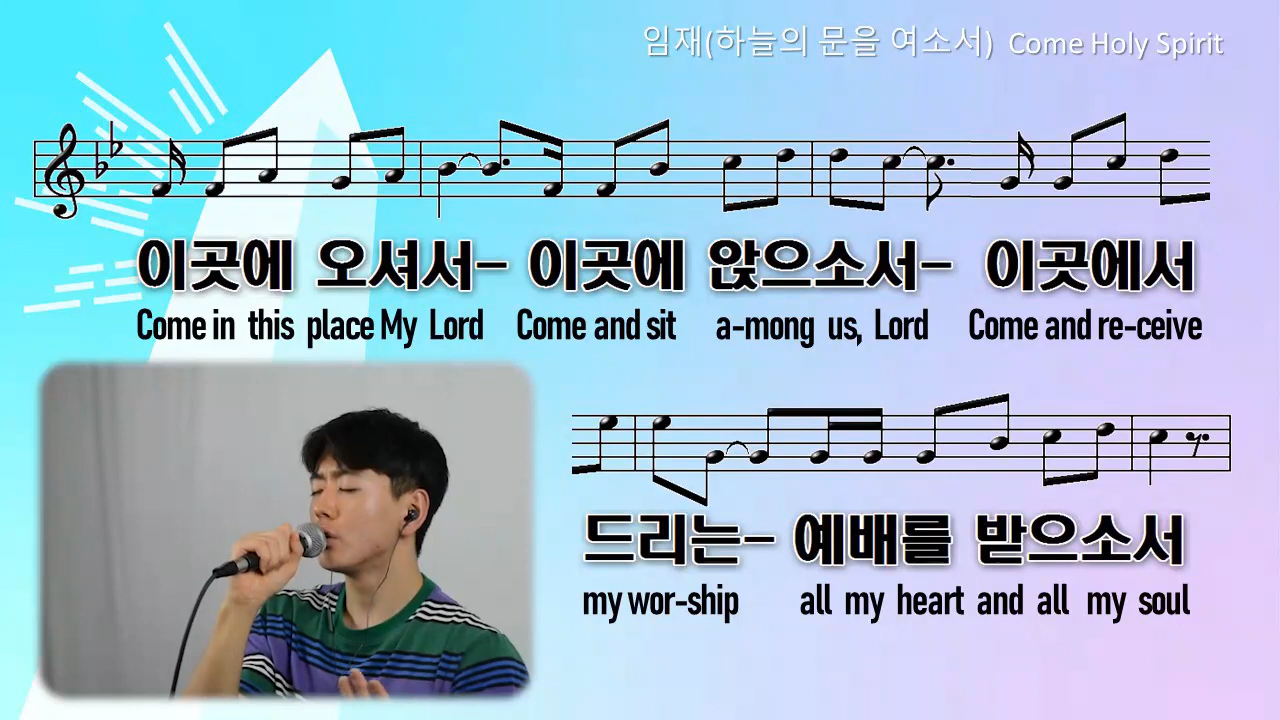 임재(하늘의 문을 여소서) Come Holy Spirit
이곳에 오셔서- 이곳에 앉으소서- 이곳에서
Come in this place My Lord Come and sit a-mong us, Lord Come and re-ceive
드리는- 예배를 받으소서
my wor-ship all my heart and all my soul